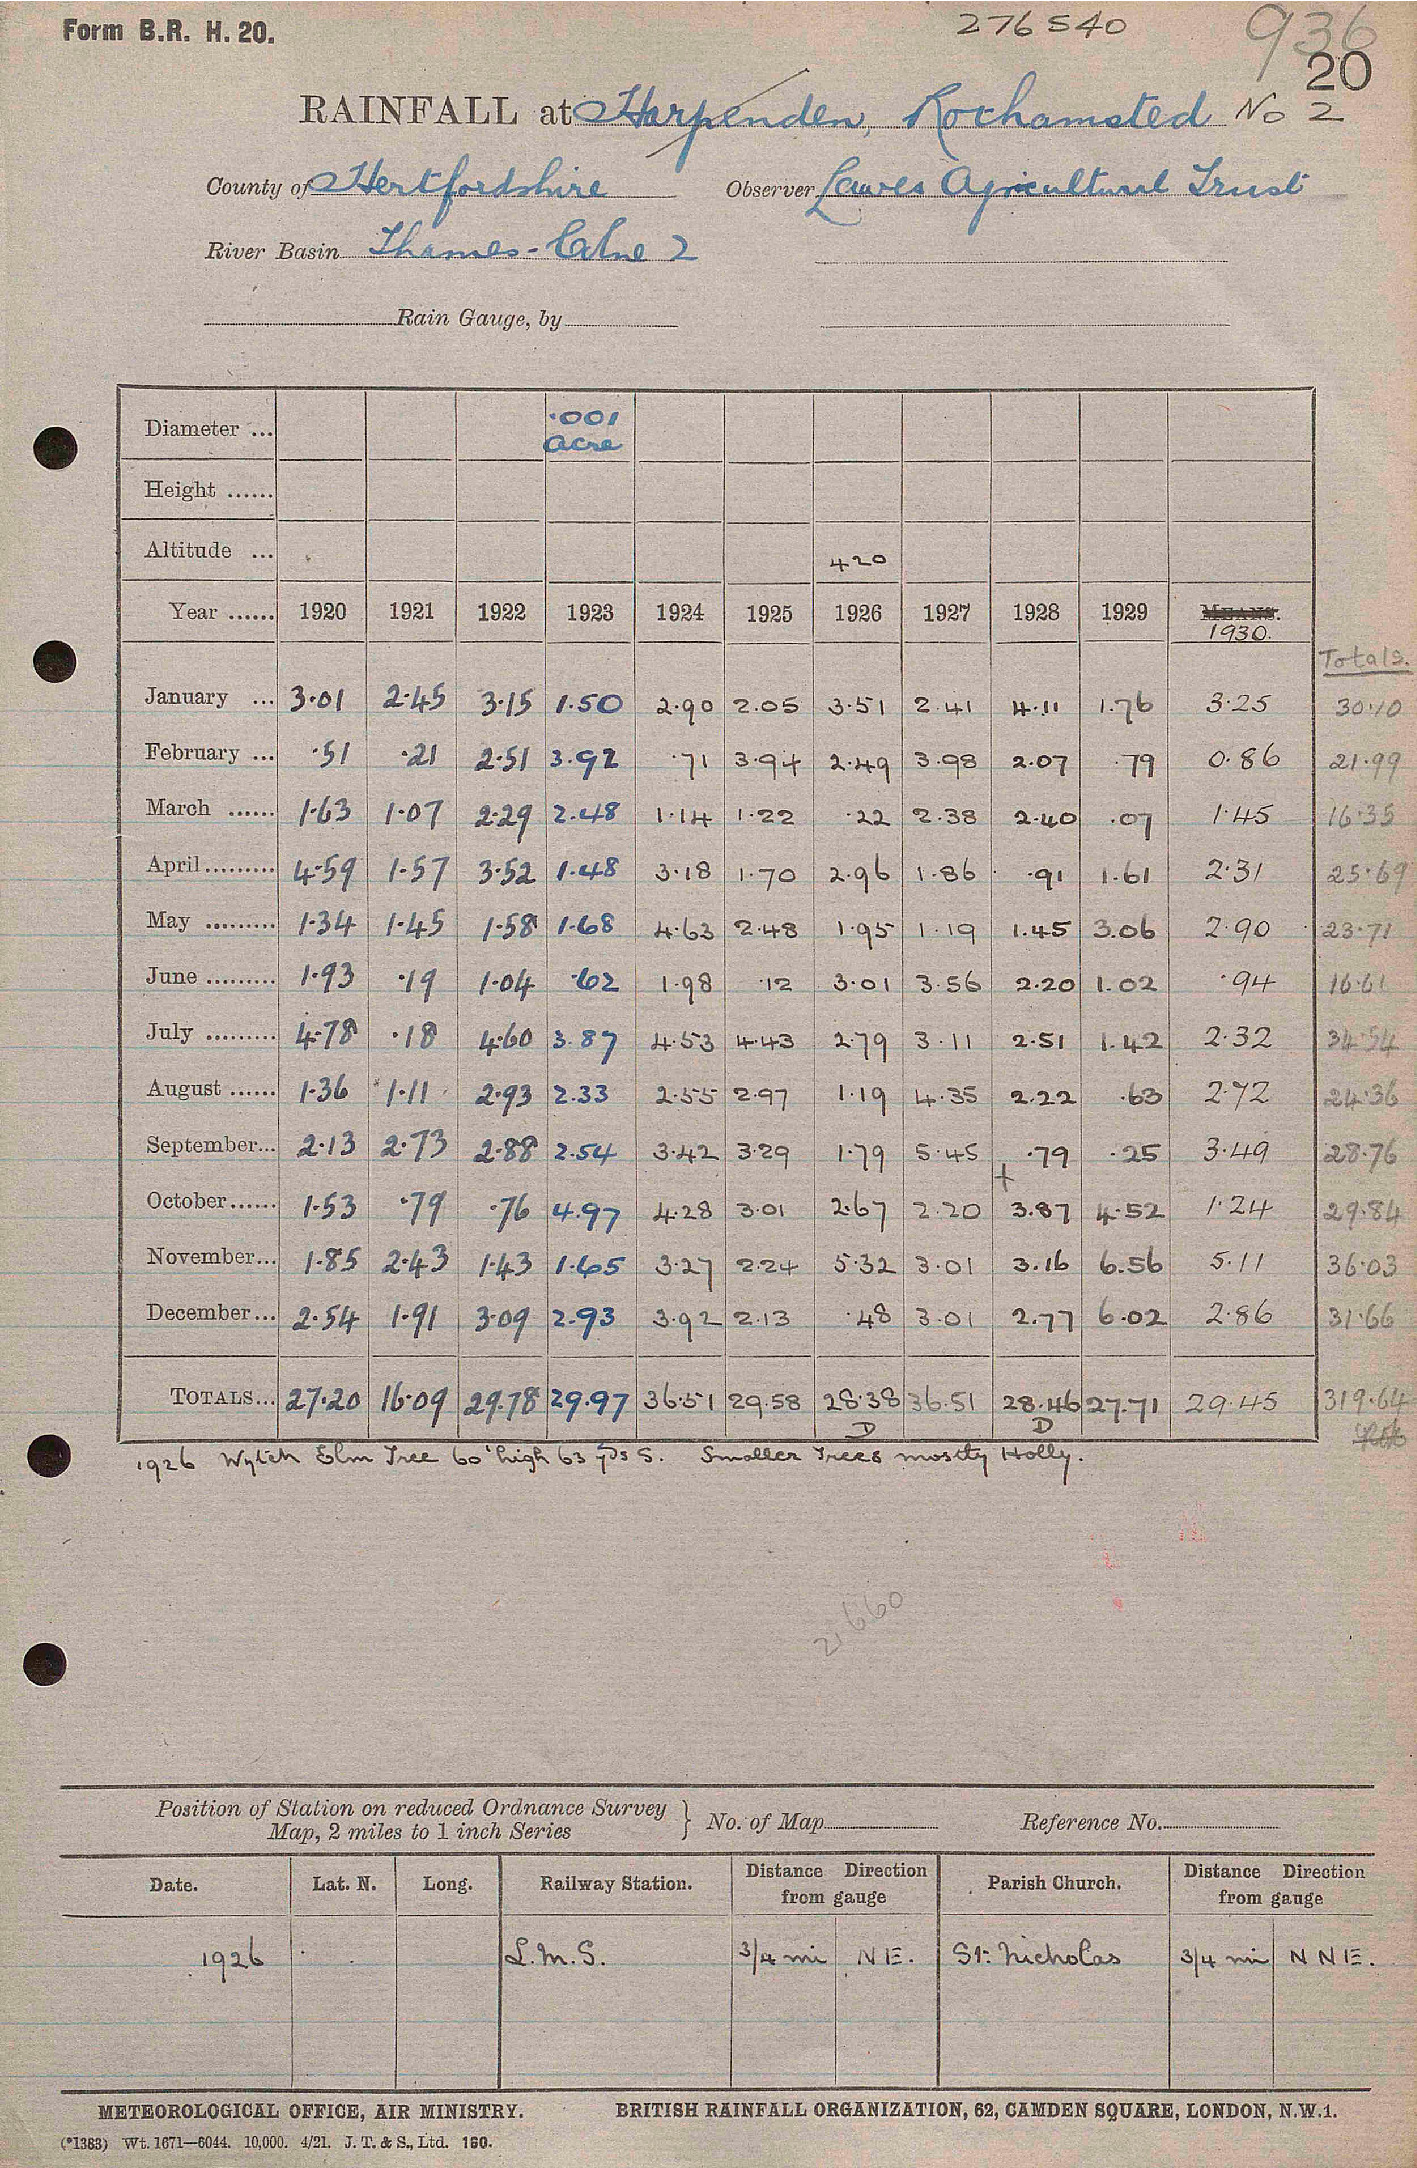 Form B.R. H. 20.
276540
936
20
RAINFALL at Harpenden, Rothamsted No 2
County of Hertfordshire Observer Lawes Agricultural Trust
River Basin Thames - Colne 2
Rain Gauge, by
Diameter ... .001 acre
Height ......
Altitude ... 420
Year ...... 1920 1921 1922 1923 1924 1925 1926 1927 1928 1929 MEANS. 1930.
Totals.
January ... 3.01 2.45 3.15 1.50 2.90 2.05 3.51 2.41 4.11 1.76 3.25 30.10
February ... .51 .21 2.51 3.92 .71 3.94 2.49 3.98 2.07 .79 0.86 21.99
March ...... 1.63 1.07 2.29 2.48 1.14 1.22 .22 2.38 2.40 .07 1.45 16.35
April ......... 4.59 1.57 3.52 1.48 3.18 1.70 2.96 1.86 .91 1.61 2.31 25.69
May ......... 1.34 1.45 1.58 1.68 4.63 2.48 1.95 1.19 1.45 3.06 2.90 23.71
June ......... 1.93 .19 1.04 .62 1.98 .12 3.01 3.56 2.20 1.02 .94 16.61
July ......... 4.78 .18 4.60 3.87 4.53 4.43 2.79 3.11 2.51 1.42 2.32 34.54
August ...... 1.36 1.11 2.93 2.33 2.55 2.97 1.19 4.35 2.22 .63 2.72 24.36
September... 2.13 2.73 2.88 2.54 3.42 3.29 1.79 5.45 .79 .25 3.49 28.76
October...... 1.53 .79 .76 4.97 4.28 3.01 2.67 2.20 + 3.87 4.52 1.24 29.84
November... 1.85 2.43 1.43 1.65 3.27 2.24 5.32 3.01 3.16 6.56 5.11 36.03
December... 2.54 1.91 3.09 2.93 3.92 2.13 .48 3.01 2.77 6.02 2.86 31.66
TOTALS... 27.20 16.09 29.78 29.97 36.51 29.58 28.38 36.51 28.46 27.71 29.45 319.64
D D
1926 Wytch Elm Tree 60' high 63 yds S. Smaller Trees mostly Holly.
2,660
Position of Station on reduced Ordnance Survey
Map, 2 miles to 1 inch Series } No. of Map Reference No.
Date. Lat. N. Long. Railway Station. Distance Direction from gauge Parish Church. Distance Direction from gauge
1926 L.M.S. 3/4 mi NE. St. Nicholas 3/4 mi NNE.
METEOROLOGICAL OFFICE, AIR MINISTRY. BRITISH RAINFALL ORGANIZATION, 62, CAMDEN SQUARE, LONDON, N.W.1.
(*1383) Wt. 1671—6044. 10,000. 4/21. J. T. & S., Ltd. 160.